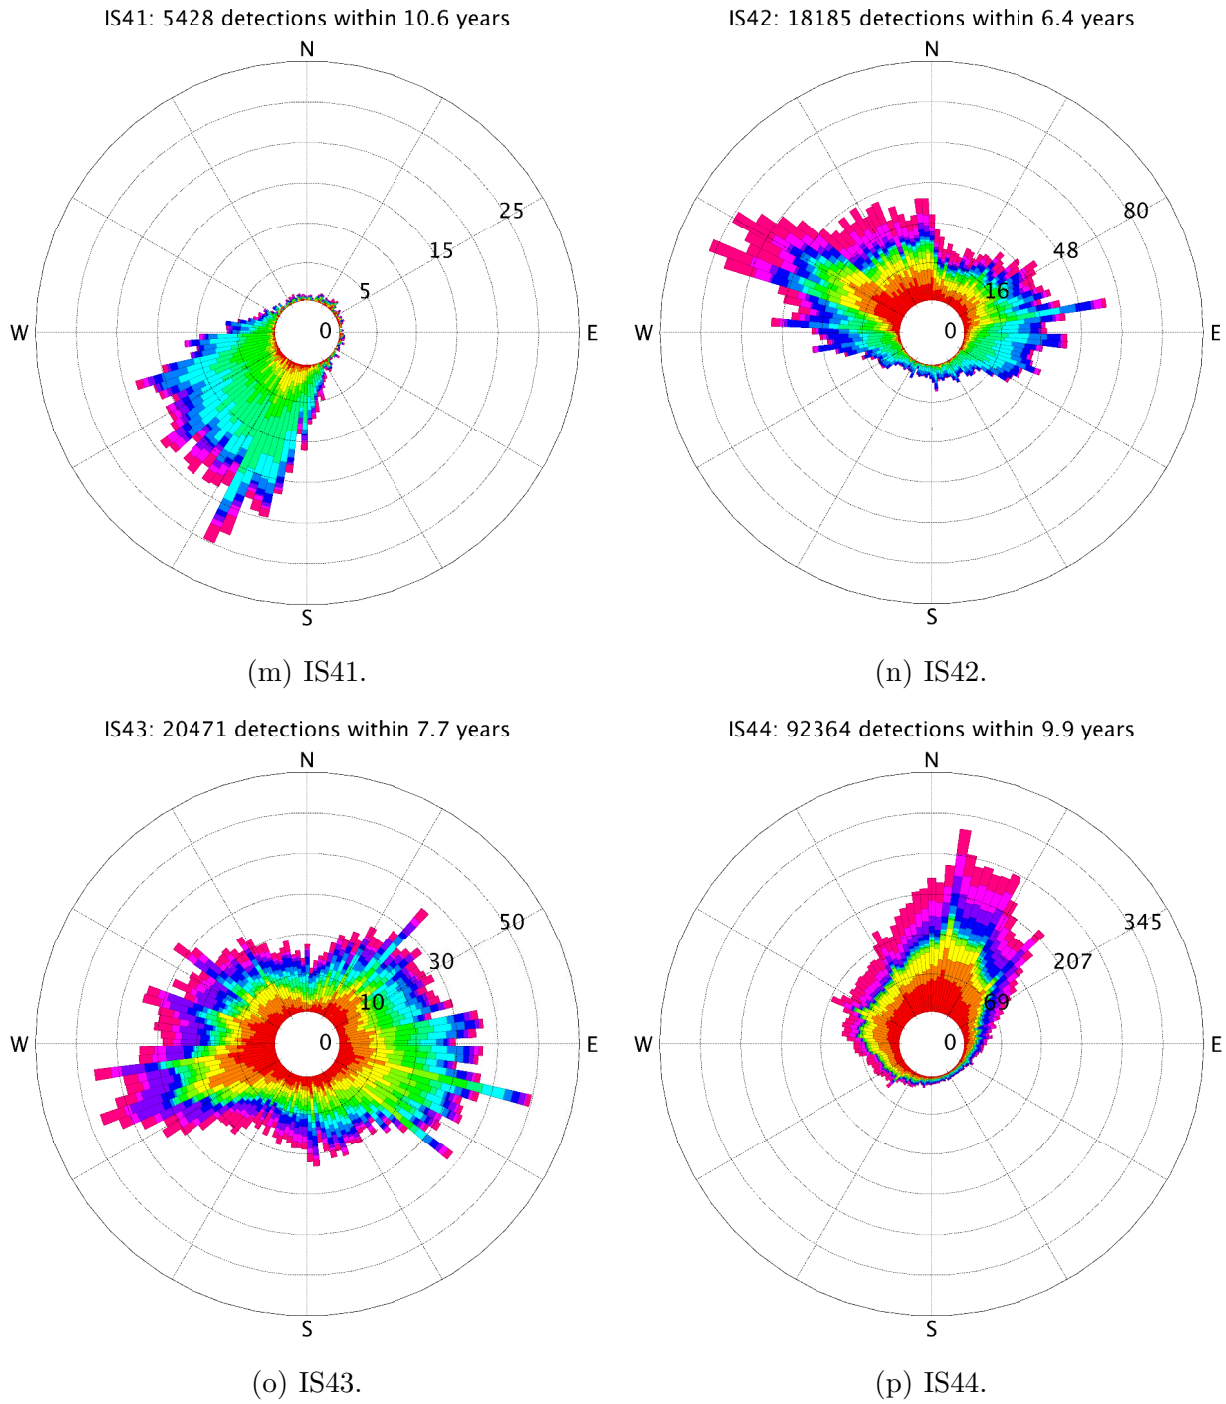 IS41: 5428 detections within 10.6 years
IS42: 18185 detections within 6.4 years
N
N
25
80
15
48
5
16
W
0
E
W
0
E
S
S
(m) IS41.
(n) IS42.
IS43: 20471 detections within 7.7 years
IS44: 92364 detections within 9.9 years
N
N
50
345
30
207
10
69
W
0
E
W
0
E
S
S
(o) IS43.
(p) IS44.